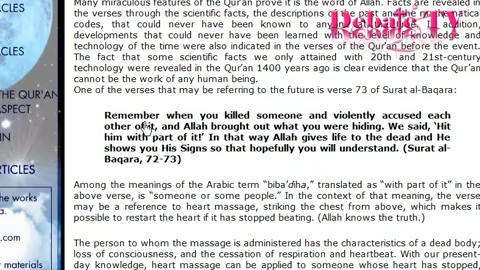 Many miraculous features of the Qur'an prove it is the word of Allah. Facts are revealed in
the verses through the scientific facts, the descriptions of the past and the mathematical
codes, that could never have been known to any
developments that could never have been learned with the level of knowledge and
technology of the time were also indicated in the verses of the Qur'an before the event.
The fact that some scientific facts we only attained with 20th and 21st-century
technology were revealed in the Qur'an 1400 years ago is clear evidence that the Qur'an
cannot be the work of any human being.
One of the verses that may be referring to the future is verse 73 of Surat al-Baqara:
Remember when you killed someone and violently accused each
other of it, and Allah brought out what you were hiding. We said, 'Hit
him with part of it!' In that way Allah gives life to the dead and He
shows you His Signs so that hopefully you will understand. (Surat al-
Baqara, 72-73)
Among the meanings of the Arabic term "biba'dha," translated as "with part of it" in the
above verse, is "someone or some people." In the context of that meaning, the verse
may be a reference to heart massage, striking the chest from above, which makes it
possible to restart the heart if it has stopped beating. (Allah knows the truth.)
The person to whom the massage is administered has the characteristics of a dead body;
loss of consciousness, and the cessation of respiration and heartbeat. With our present-
day knowledge, heart massage can be applied to someone whose heart has stopped,
Rebate TV
ACLES
ACLES
THE QUR'AN
ASPECT
IN
ARTICLES
he works
a.
.com
r materials